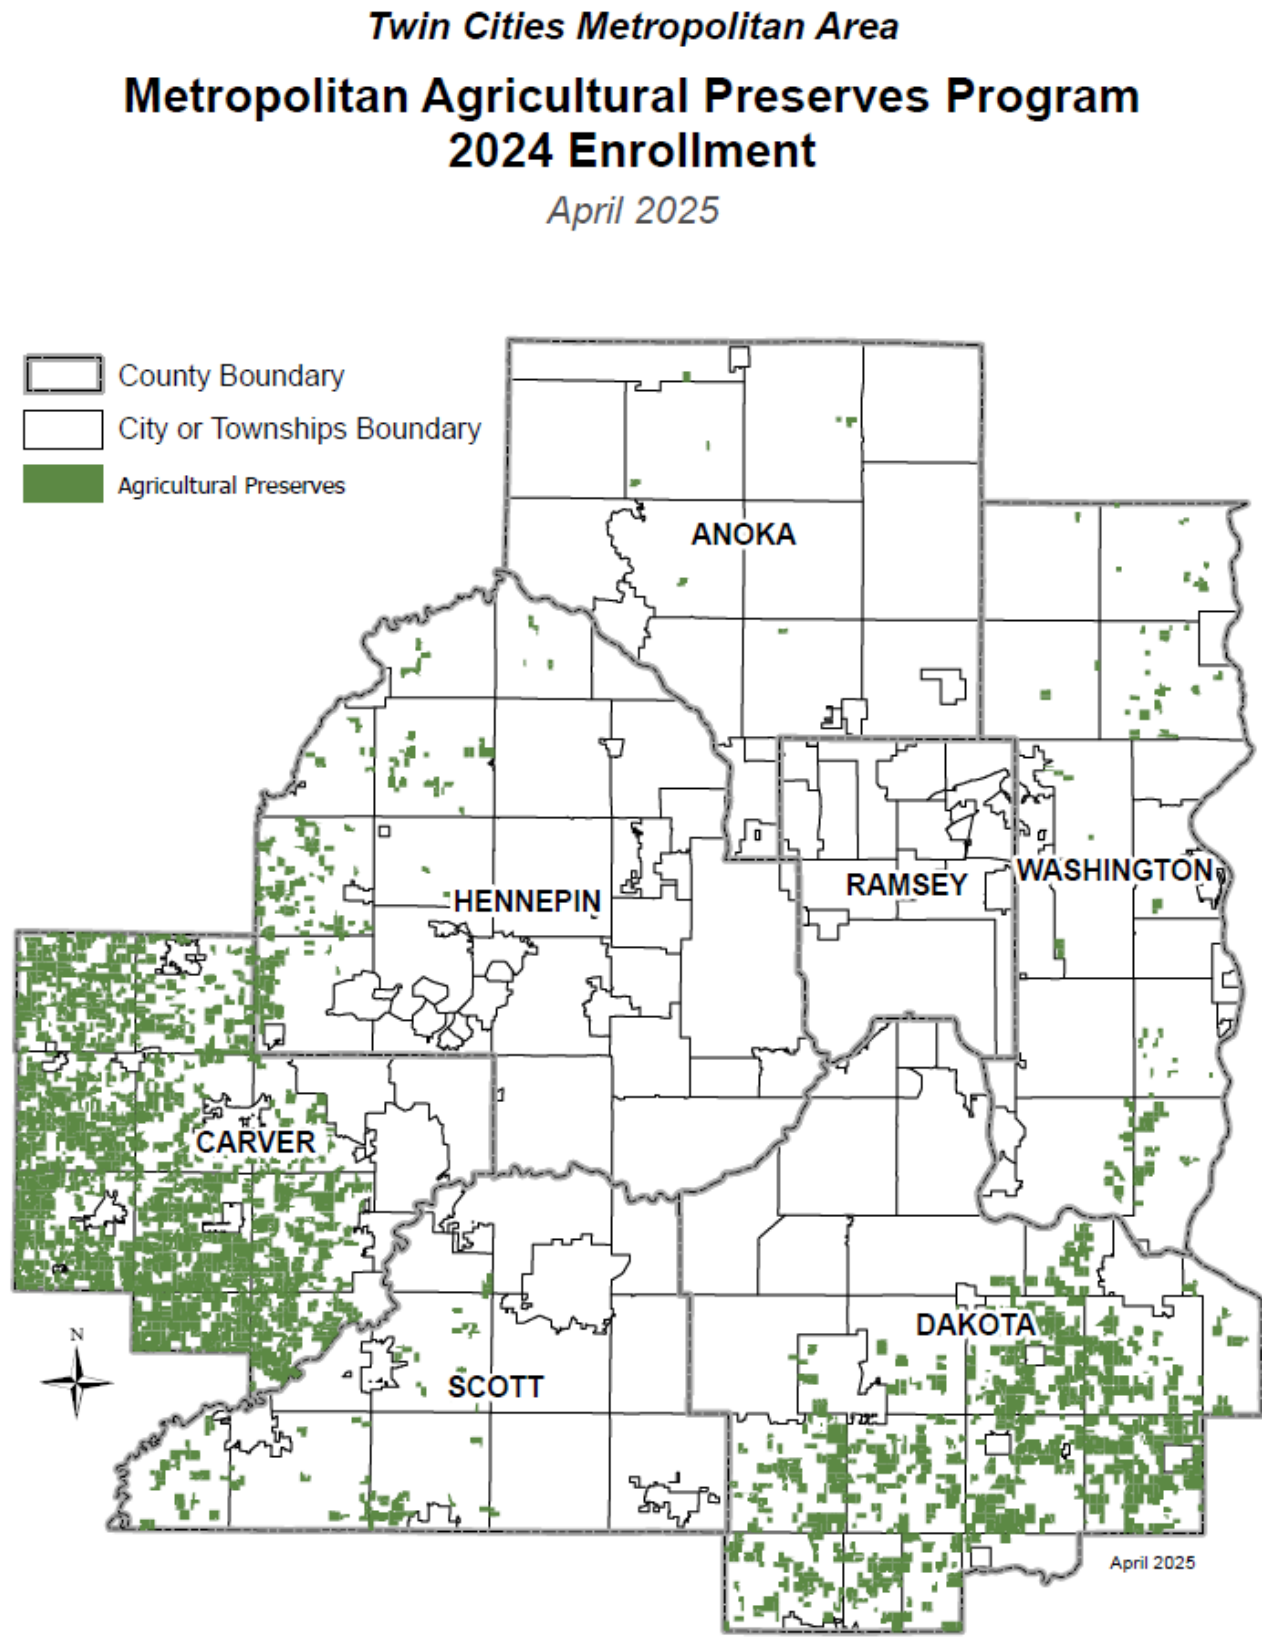 Twin Cities Metropolitan Area
Metropolitan Agricultural Preserves Program
2024 Enrollment
April 2025
County Boundary
City or Townships Boundary
Agricultural Preserves
ANOKA
HENNEPIN
RAMSEY
WASHINGTON
CARVER
DAKOTA
N
SCOTT
April 2025